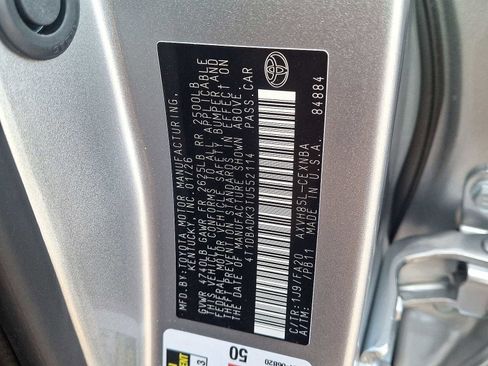 MFD.BY:TOYOTA MOTOR MANUFACTURING,
KENTUCKY, INC. 01/26
GVWR 4740LB GAWR FR 2625LB RR 2500LB
THIS VEHICLE CONFORMS TO ALL APPLICABLE
FEDERAL MOTOR VEHICLE SAFETY, BUMPER, AND
THEFT PREVENTION STANDARDS IN EFFECT ON
THE DATE OF MANUFACTURE SHOWN ABOVE.
4T1DBADK3TU552114 PASS.CAR
C/TR:1J9/FA20 AXVH85L-CEXNBA
A/TM: /PB11 MADE IN U.S.A. 84884
50